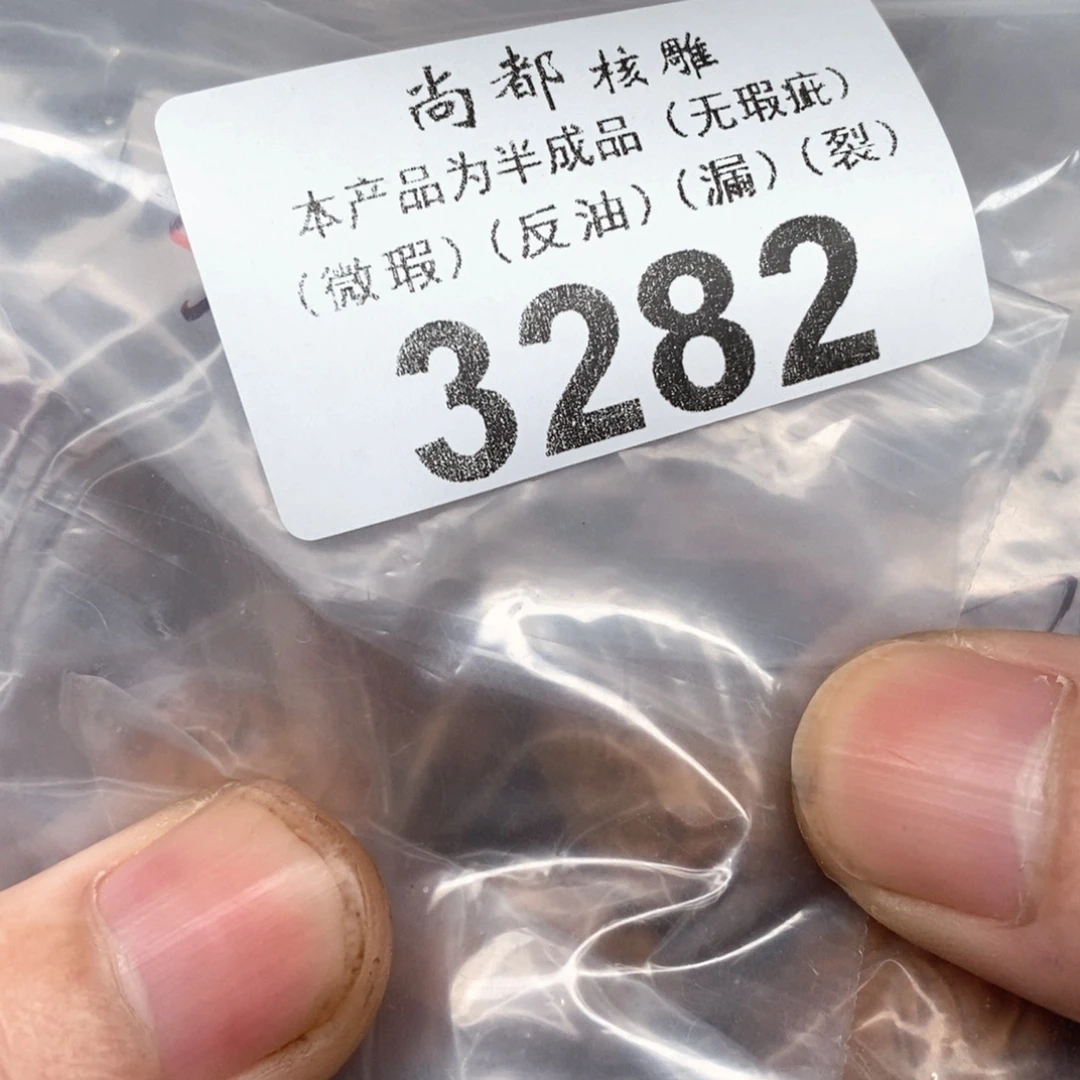 尚都核雕
本产品为半成品（无瑕疵）
（微瑕）（反油）（漏）（裂）
3282